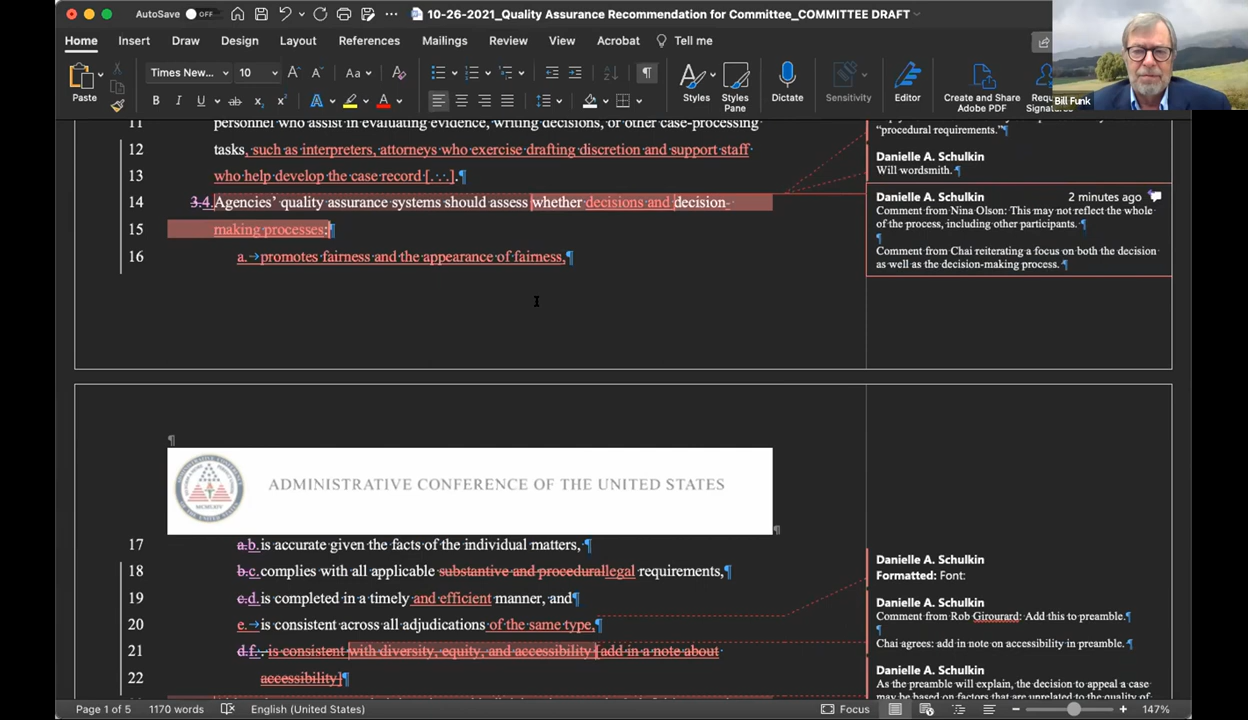 AutoSave OFF 10-26-2021_Quality Assurance Recommendation for Committee_COMMITTEE DRAFT
Home Insert Draw Design Layout References Mailings Review View Acrobat Tell me
Times New... 10 Aa
Paste B I U ab x₂ x² A A
Styles Styles Pane Dictate Sensitivity Editor Create and Share Adobe PDF
Bill Funk
11 personnel who assist in evaluating evidence, writing decisions, or other case-processing
12 tasks, such as interpreters, attorneys who exercise drafting discretion and support staff
13 who help develop the case record [. . .].¶
14 3.4. Agencies' quality assurance systems should assess whether decisions and decision-
15 making processes:¶
16 a. → promotes fairness and the appearance of fairness,¶
¶
ADMINISTRATIVE CONFERENCE OF THE UNITED STATES
¶
17 a.b. is accurate given the facts of the individual matters, ¶
18 b.c. complies with all applicable substantive and procedurallegal requirements,¶
19 c.d. is completed in a timely and efficient manner, and¶
20 e. → is consistent across all adjudications of the same type,¶
21 d.f. is consistent with diversity, equity, and accessibility [add in a note about
22 accessibility]¶
"procedural requirements."¶
Danielle A. Schulkin
Will wordsmith. ¶
Danielle A. Schulkin 2 minutes ago
Comment from Nina Olson: This may not reflect the whole
of the process, including other participants. ¶
¶
Comment from Chai reiterating a focus on both the decision
as well as the decision-making process. ¶
Danielle A. Schulkin
Formatted: Font:
Danielle A. Schulkin
Comment from Rob Girourard: Add this to preamble.¶
¶
Chai agrees: add in note on accessibility in preamble. ¶
Danielle A. Schulkin
As the preamble will explain, the decision to appeal a case
may be based on factors that are unrelated to the quality of
Page 1 of 5 1170 words English (United States) Focus 147%